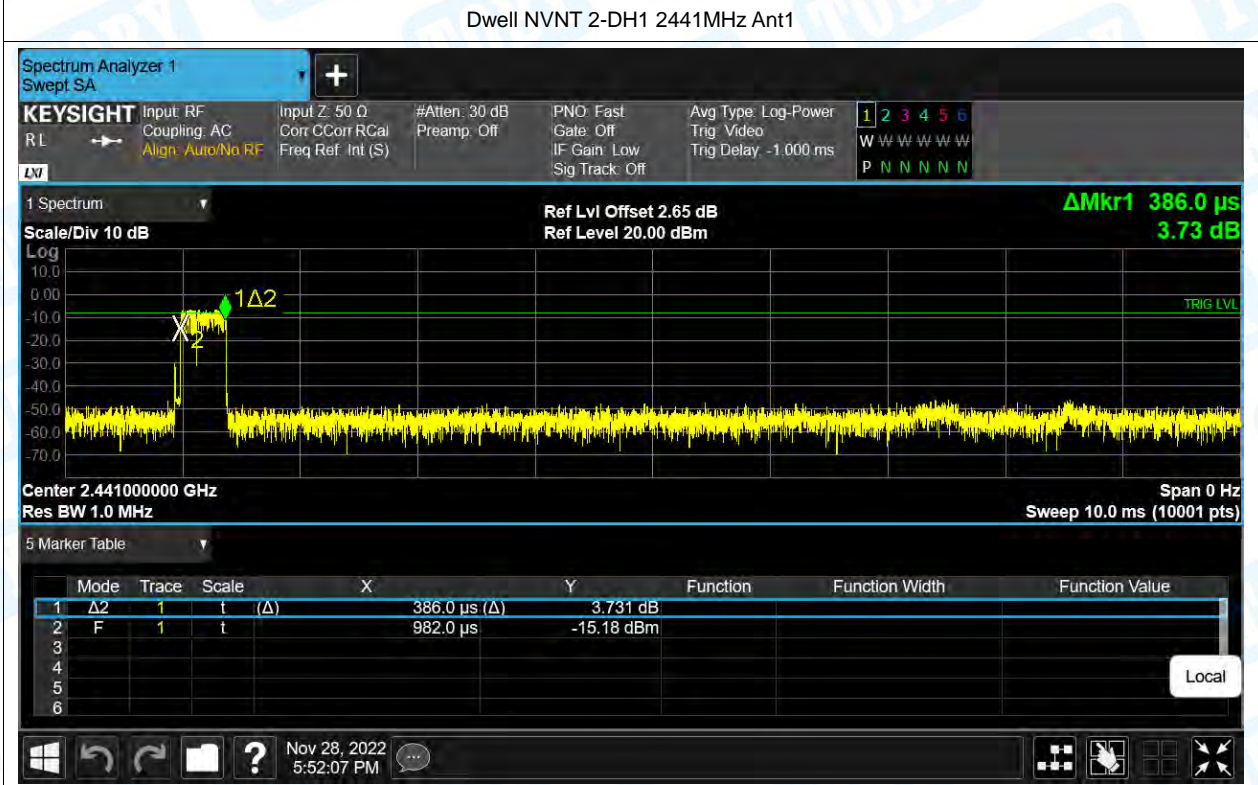 Dwell NVNT 2-DH1 2441MHz Ant1
Spectrum Analyzer 1
Swept SA
+
KEYSIGHT
R L
LXI
Input: RF
Coupling: AC
Align: Auto/No RF
Input Z: 50 Ω
Corr CCorr RCal
Freq Ref: Int (S)
#Atten: 30 dB
Preamp: Off
PNO: Fast
Gate: Off
IF Gain: Low
Sig Track: Off
Avg Type: Log-Power
Trig: Video
Trig Delay: -1.000 ms
1 2 3 4 5 6
W W W W W W
P N N N N N
1 Spectrum
Scale/Div 10 dB
Ref Lvl Offset 2.65 dB
Ref Level 20.00 dBm
ΔMkr1 386.0 µs
3.73 dB
Log
10.0
0.00
-10.0
-20.0
-30.0
-40.0
-50.0
-60.0
-70.0
1Δ2
2
TRIG LVL
Center 2.441000000 GHz
Span 0 Hz
Res BW 1.0 MHz
Sweep 10.0 ms (10001 pts)
5 Marker Table
Mode Trace Scale X Y Function Function Width Function Value
1 Δ2 1 t (Δ) 386.0 µs (Δ) 3.731 dB
2 F 1 t 982.0 µs -15.18 dBm
3
4
5
6
Local
?
Nov 28, 2022
5:52:07 PM